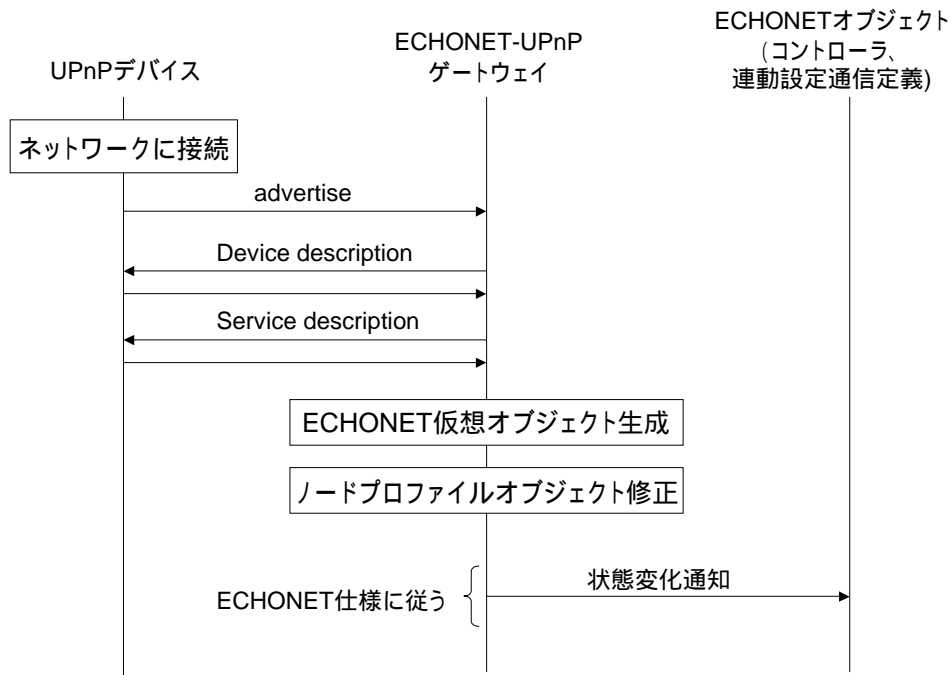 UPnPデバイス
ECHONET-UPnP
ゲートウェイ
ECHONETオブジェクト
(コントローラ、
連動設定通信定義)
ネットワークに接続
advertise
Device description
Service description
ECHONET仮想オブジェクト生成
ノードプロファイルオブジェクト修正
ECHONET仕様に従う
状態変化通知